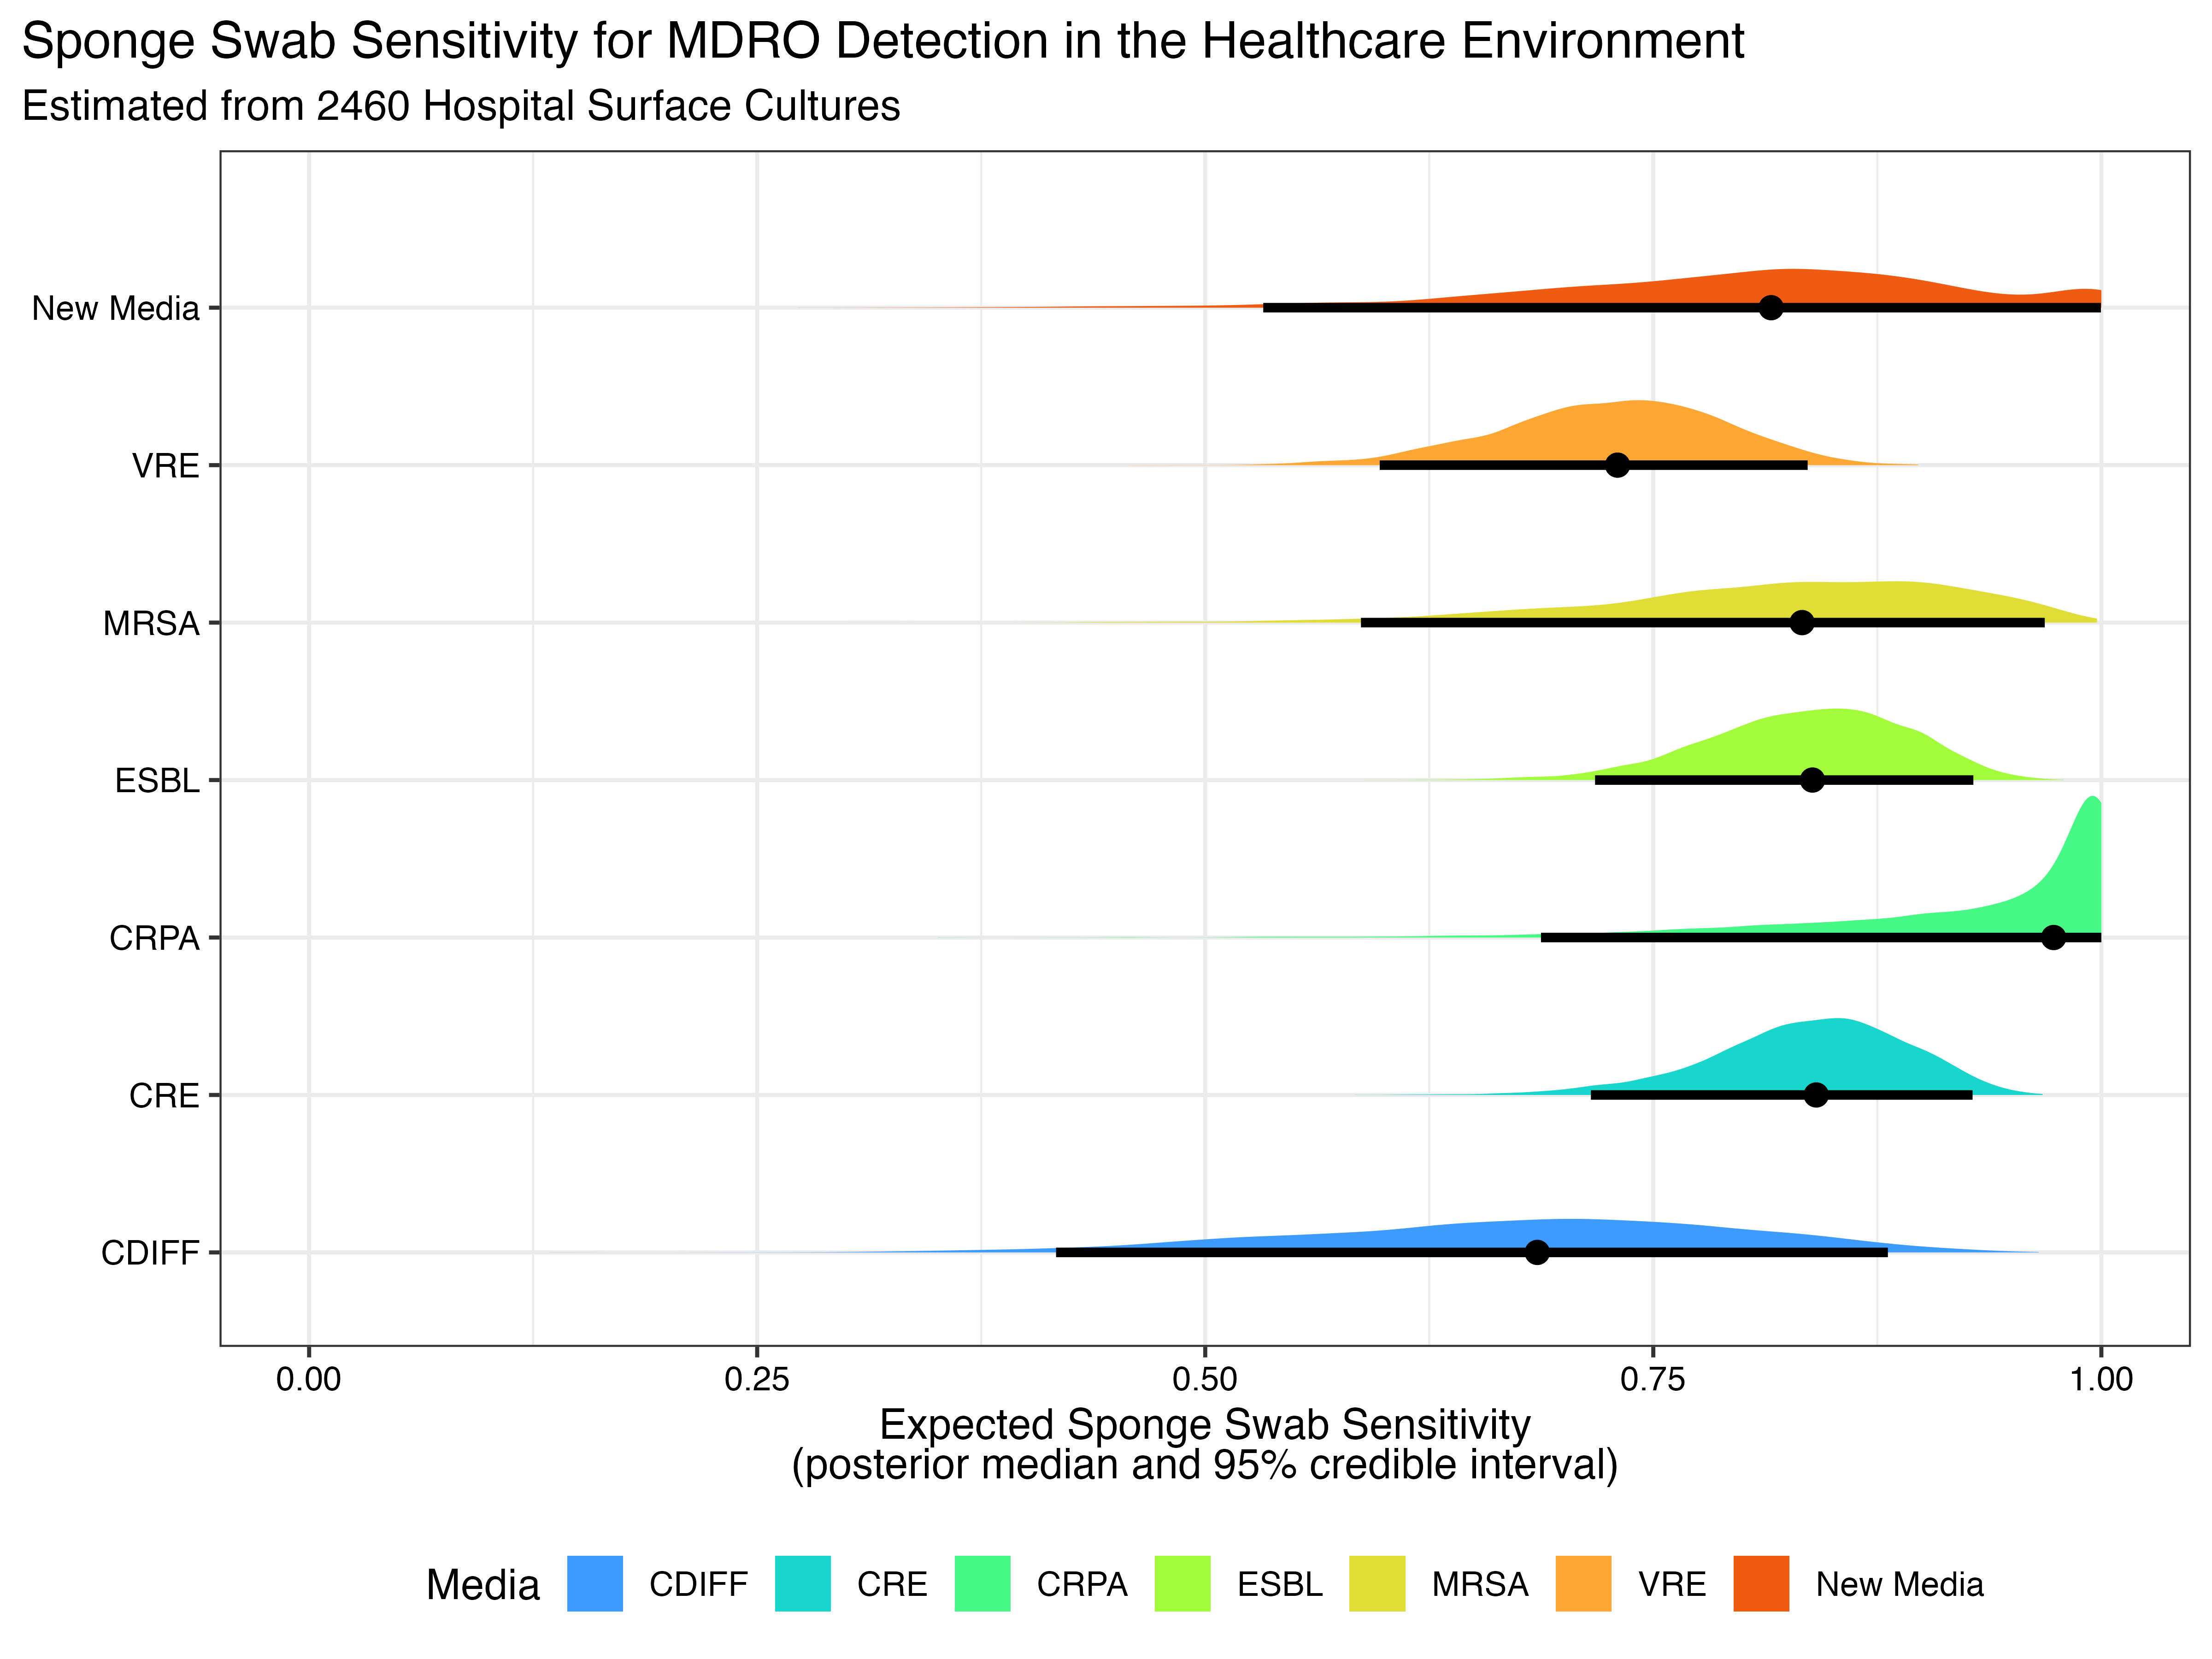 Sponge Swab Sensitivity for MDRO Detection in the Healthcare Environment
Estimated from 2460 Hospital Surface Cultures
New Media
VRE
MRSA
ESBL
CRPA
CRE
CDIFF
0.00 0.25 0.50 0.75 1.00
Expected Sponge Swab Sensitivity
(posterior median and 95% credible interval)
Media CDIFF CRE CRPA ESBL MRSA VRE New Media